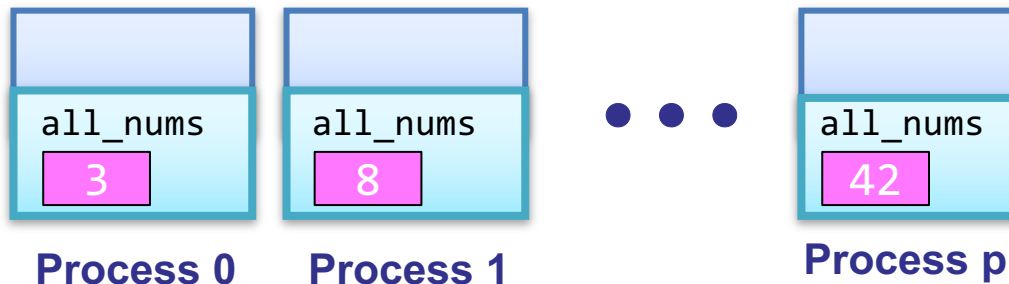 all_nums
3
Process 0
all_nums
8
Process 1
all_nums
42
Process p